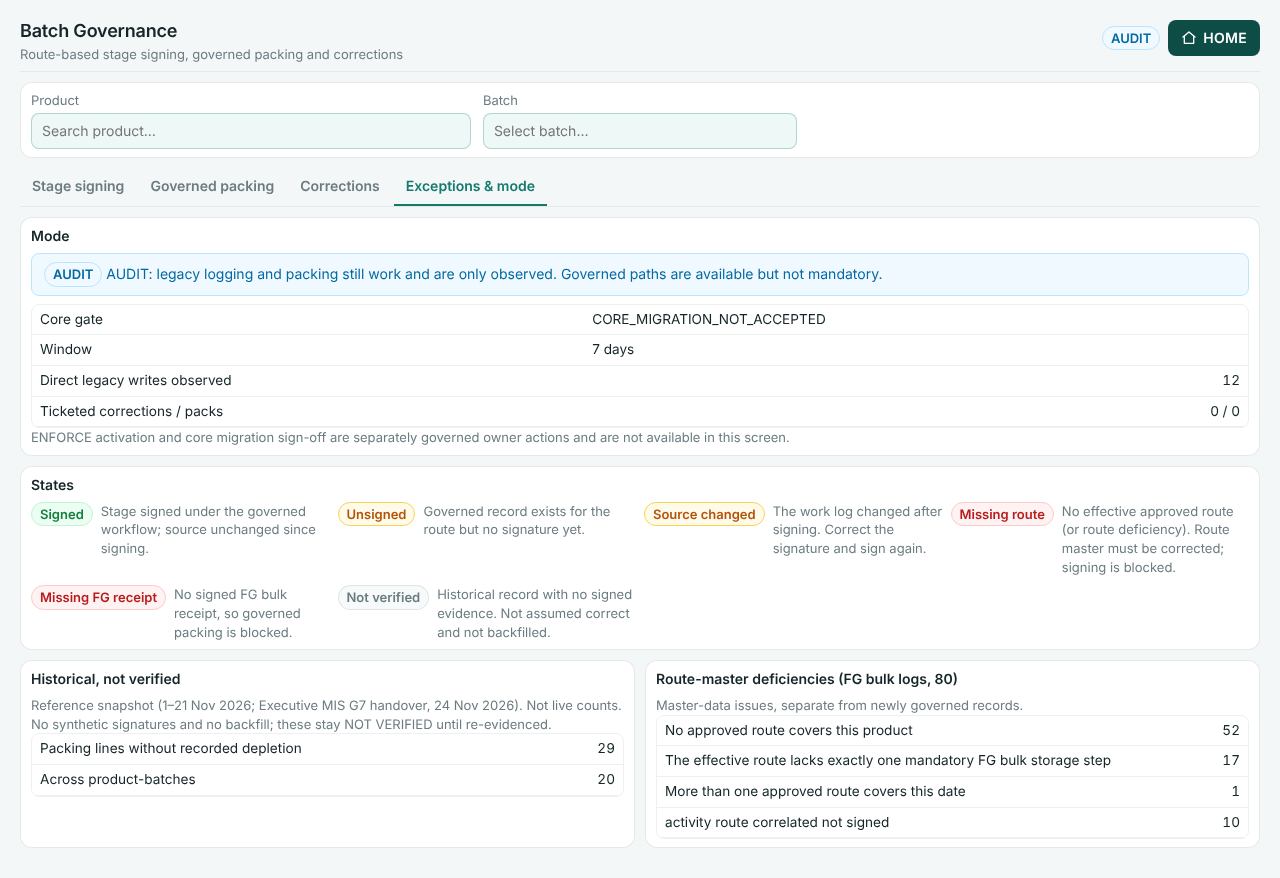 Batch Governance
Route-based stage signing, governed packing and corrections
AUDIT
HOME
Product
Batch
Search product...
Select batch...
Stage signing
Governed packing
Corrections
Exceptions & mode
Mode
AUDIT AUDIT: legacy logging and packing still work and are only observed. Governed paths are available but not mandatory.
Core gate CORE_MIGRATION_NOT_ACCEPTED
Window 7 days
Direct legacy writes observed 12
Ticketed corrections / packs 0 / 0
ENFORCE activation and core migration sign-off are separately governed owner actions and are not available in this screen.
States
Signed
Stage signed under the governed
workflow; source unchanged since
signing.
Unsigned
Governed record exists for the
route but no signature yet.
Source changed
The work log changed after
signing. Correct the
signature and sign again.
Missing route
No effective approved route
(or route deficiency). Route
master must be corrected;
signing is blocked.
Missing FG receipt
No signed FG bulk
receipt, so governed
packing is blocked.
Not verified
Historical record with no signed
evidence. Not assumed correct
and not backfilled.
Historical, not verified
Reference snapshot (1–21 Nov 2026; Executive MIS G7 handover, 24 Nov 2026). Not live counts.
No synthetic signatures and no backfill; these stay NOT VERIFIED until re-evidenced.
Packing lines without recorded depletion 29
Across product-batches 20
Route-master deficiencies (FG bulk logs, 80)
Master-data issues, separate from newly governed records.
No approved route covers this product 52
The effective route lacks exactly one mandatory FG bulk storage step 17
More than one approved route covers this date 1
activity route correlated not signed 10